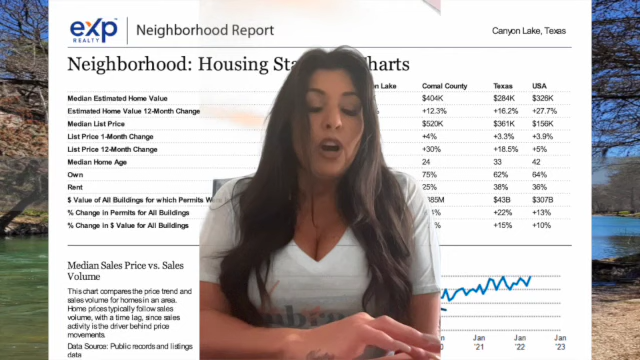 exp
REALTY
Neighborhood Report
Canyon Lake, Texas
Neighborhood: Housing Charts
Lake Comal County Texas USA
Median Estimated Home Value $404K $284K $326K
Estimated Home Value 12-Month Change +12.3% +16.2% +27.7%
Median List Price $520K $361K $156K
List Price 1-Month Change +4% +3.3% +3.9%
List Price 12-Month Change +30% +18.5% +5%
Median Home Age 24 33 42
Own 75% 62% 64%
Rent 25% 38% 36%
$ Value of All Buildings for which Permits $43B $307B
% Change in Permits for All Buildings +22% +13%
% Change in $ Value for All Buildings +15% +10%
Median Sales Price vs. Sales
Volume
This chart compares the price trend and
sales volume for homes in an area.
Home prices typically follow sales
volume, with a time lag, since sales
activity is the driver behind price
movements.
Data Source: Public records and listings
data
Jan Jan Jan
'21 '22 '23